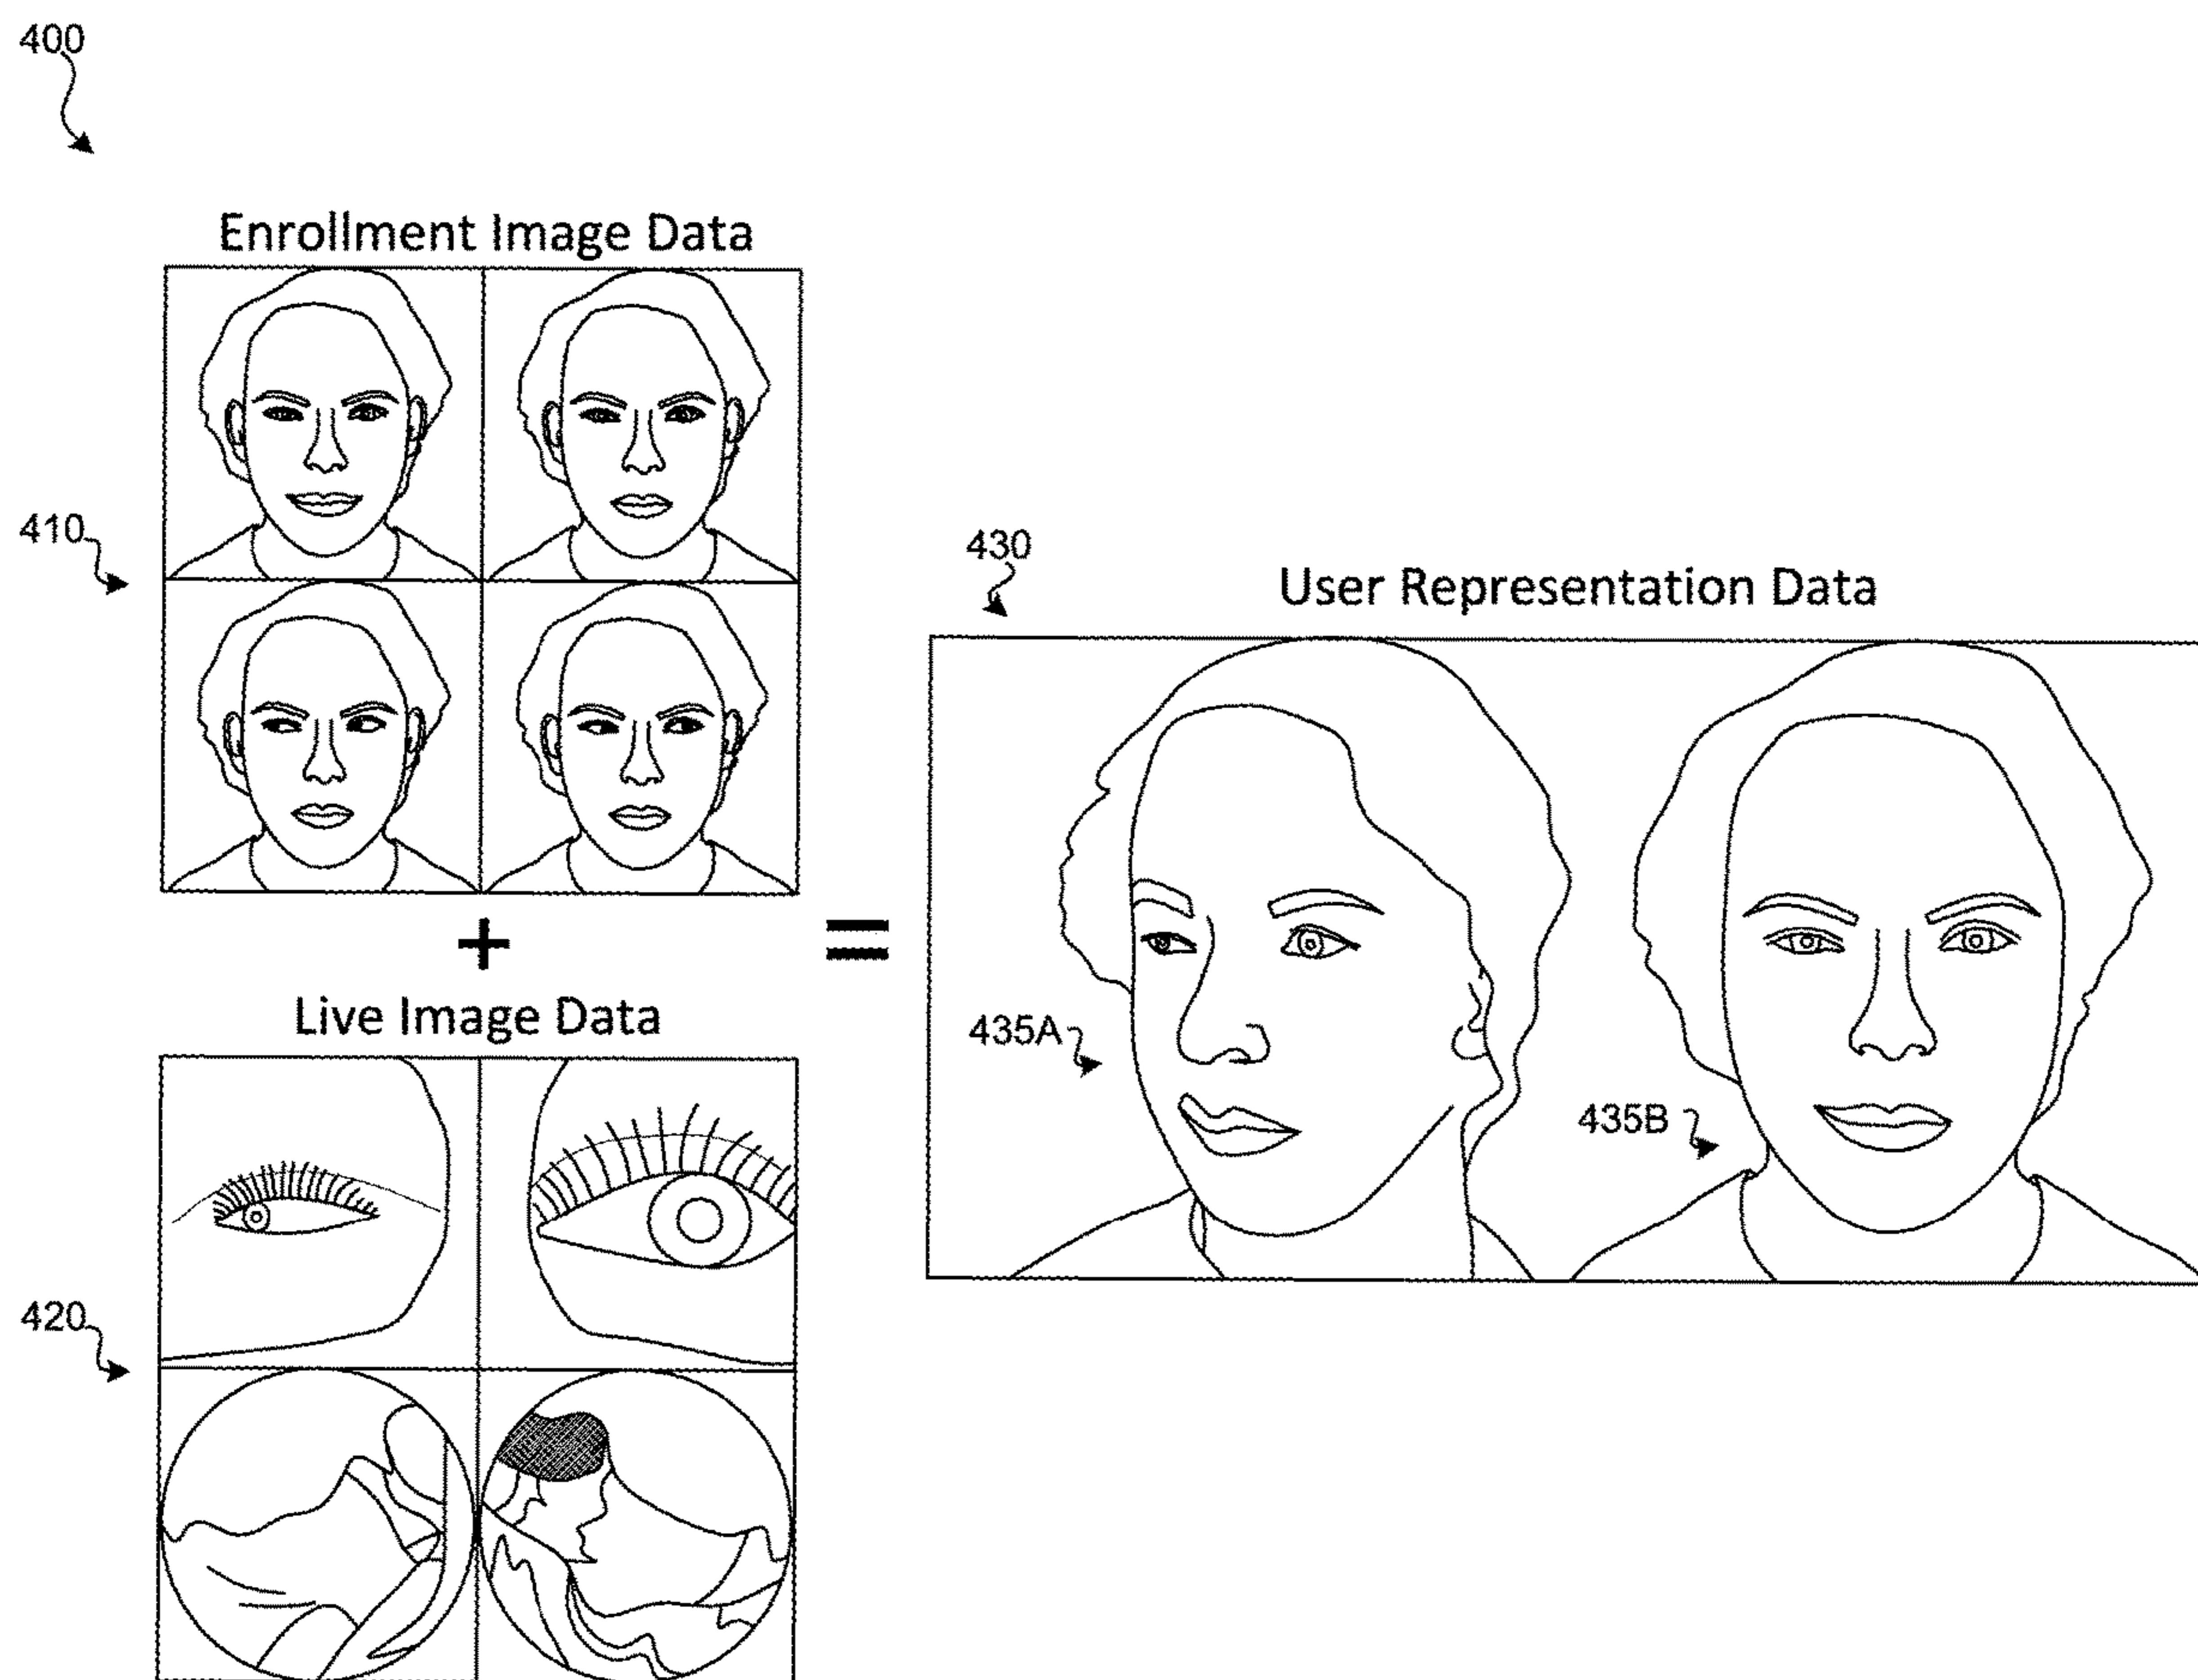 400
Enrollment Image Data
410
430
User Representation Data
+
=
Live Image Data
435A
435B
420